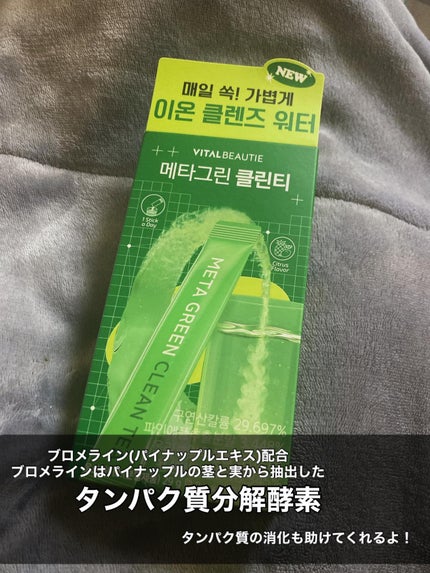 NEW
매일 쏙! 가볍게
이온 클렌즈 워터
VITALBEAUTIE
메타그린 클린티
1 Stick
a Day
Citrus
Flavor
META GREEN CLEAN TE
구연산칼륨 29.697%
ブロメライン(パイナップルエキス)配合
ブロメラインはパイナップルの茎と実から抽出した
タンパク質分解酵素
タンパク質の消化も助けてくれるよ！